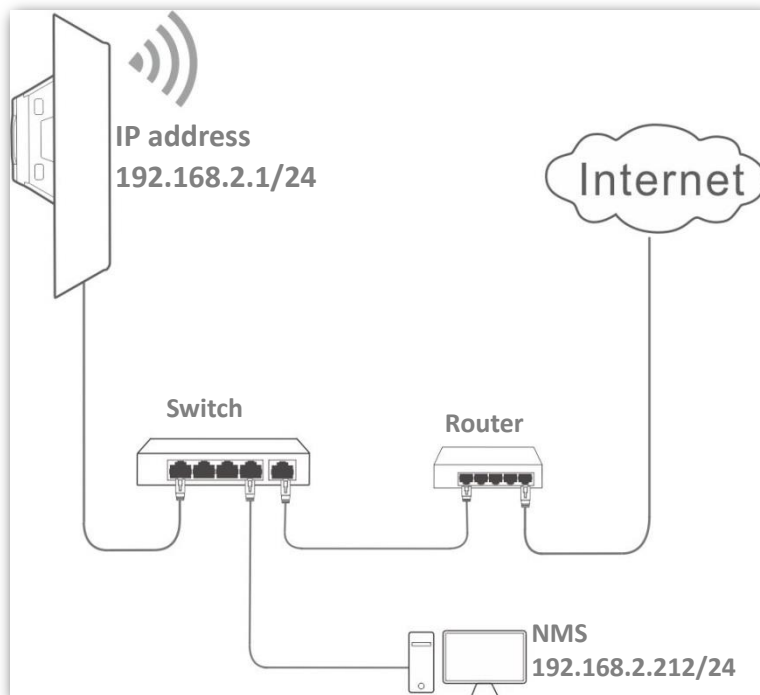 IP address
192.168.2.1/24
Internet
Switch
Router
NMS
192.168.2.212/24